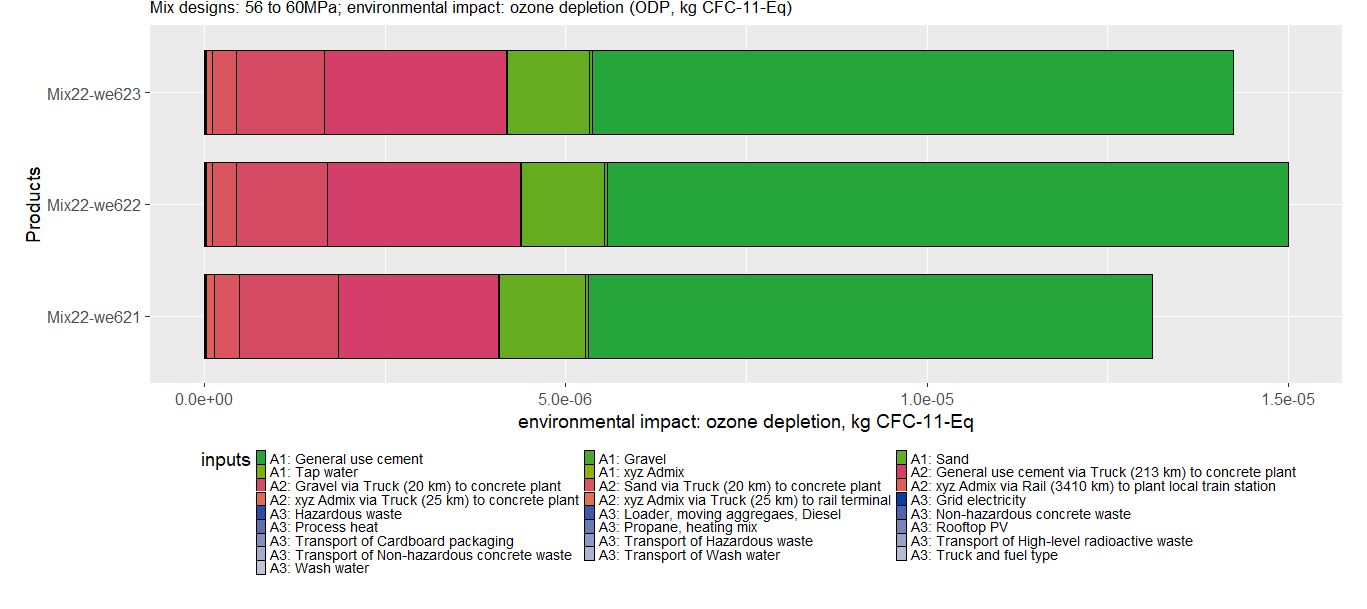 Mix designs: 56 to 60MPa; environmental impact: ozone depletion (ODP, kg CFC-11-Eq)
Products
Mix22-we623
Mix22-we622
Mix22-we621
0.0e+00 5.0e-06 1.0e-05 1.5e-05
environmental impact: ozone depletion, kg CFC-11-Eq
inputs
A1: General use cement A1: Gravel A1: Sand
A1: Tap water A1: xyz Admix A2: General use cement via Truck (213 km) to concrete plant
A2: Gravel via Truck (20 km) to concrete plant A2: Sand via Truck (20 km) to concrete plant A2: xyz Admix via Rail (3410 km) to plant local train station
A2: xyz Admix via Truck (25 km) to concrete plant A2: xyz Admix via Truck (25 km) to rail terminal A3: Grid electricity
A3: Hazardous waste A3: Loader, moving aggregaes, Diesel A3: Non-hazardous concrete waste
A3: Process heat A3: Propane, heating mix A3: Rooftop PV
A3: Transport of Cardboard packaging A3: Transport of Hazardous waste A3: Transport of High-level radioactive waste
A3: Transport of Non-hazardous concrete waste A3: Transport of Wash water A3: Truck and fuel type
A3: Wash water